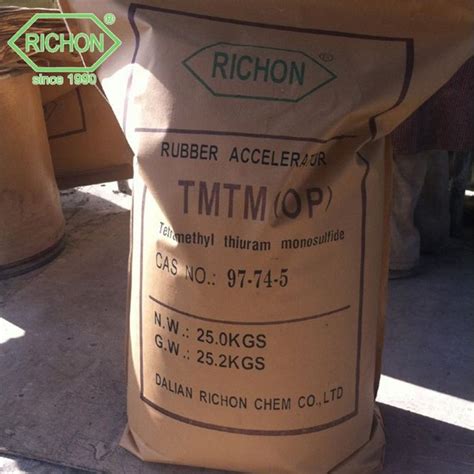 RICHON ®
since 1990
RICHON ®
RUBBER ACCELERAOR
TMTM(OP)
Tetramethyl thiuram monosulfide
CAS NO.: 97-74-5
N.W.: 25.0KGS
G.W.: 25.2KGS
DALIAN RICHON CHEM CO.,LTD